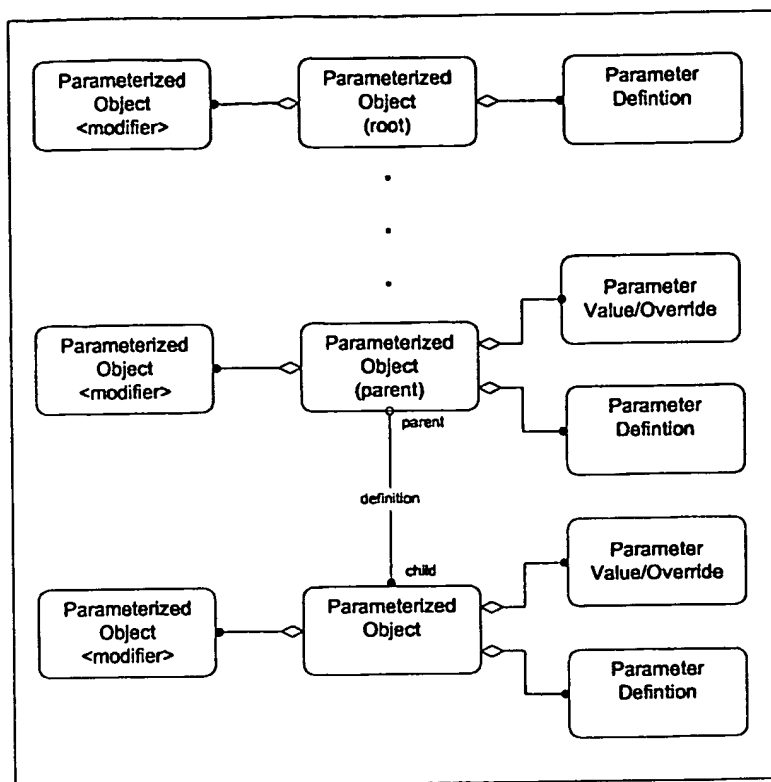 Parameterized
Object
<modifier>
Parameterized
Object
(root)
Parameter
Defintion
Parameterized
Object
<modifier>
Parameterized
Object
(parent)
Parameter
Value/Override
Parameter
Defintion
parent
definition
child
Parameterized
Object
<modifier>
Parameterized
Object
Parameter
Value/Override
Parameter
Defintion